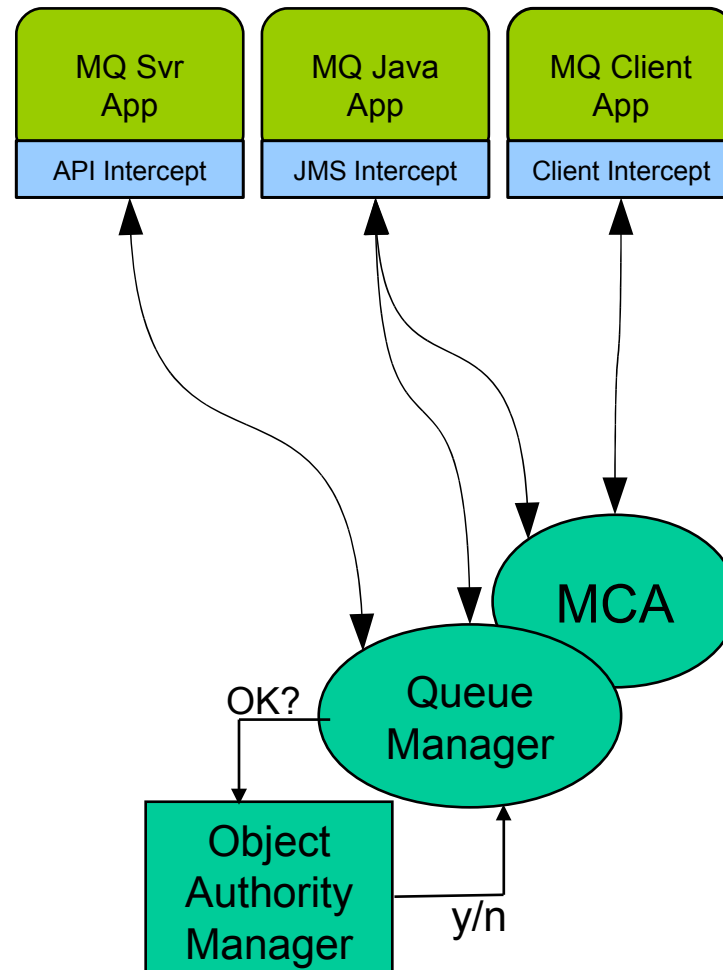 MQ Svr
App
MQ Java
App
MQ Client
App
API Intercept
JMS Intercept
Client Intercept
MCA
Queue
Manager
OK?
Object
Authority
Manager
y/n